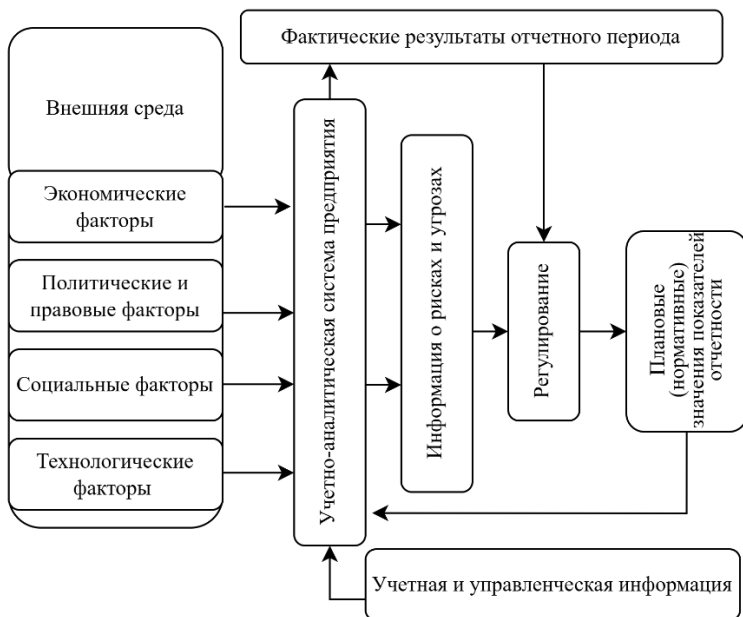 Фактические результаты отчетного периода
Внешняя среда
Экономические
факторы
Политические и
правовые факторы
Социальные факторы
Технологические
факторы
Учетно-аналитическая система предприятия
Информация о рисках и угрозах
Регулирование
Плановые
(нормативные)
значения показателей
отчетности
Учетная и управленческая информация